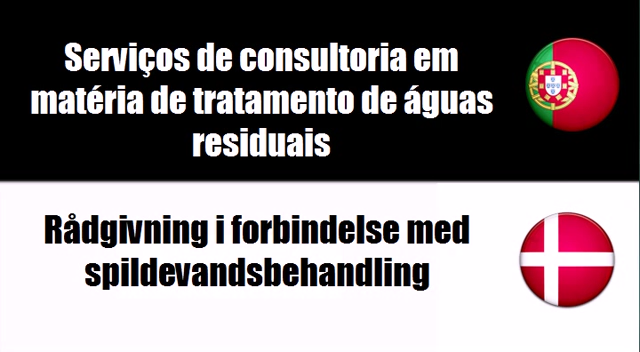 Serviços de consultoria em
matéria de tratamento de águas
residuais
Rådgivning i forbindelse med
spildevandsbehandling